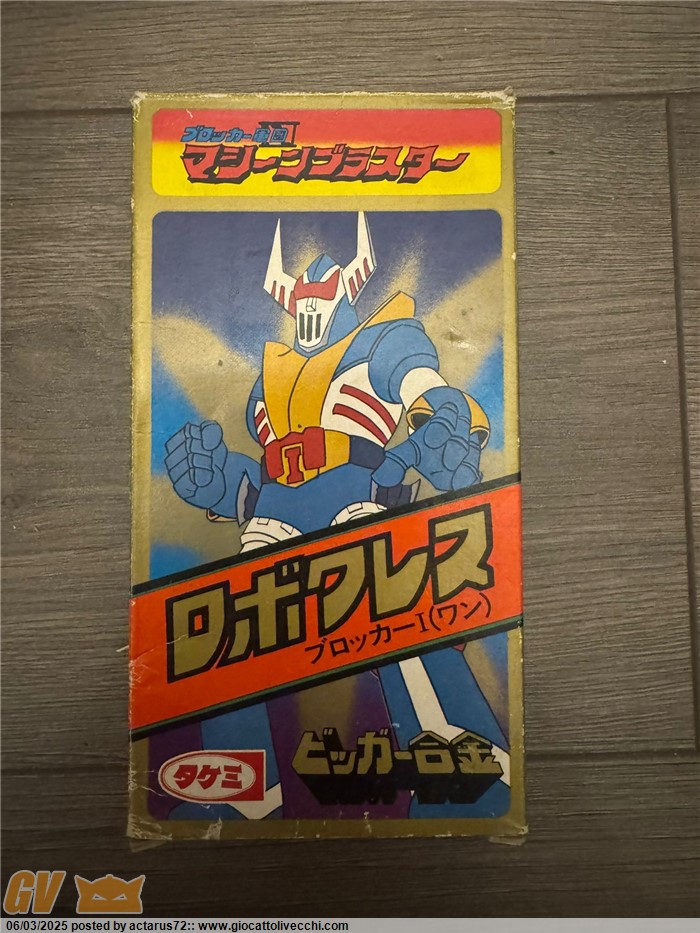 ブロッカー軍団Ⅳ
マシーンブラスター
I
ロボクレス
ブロッカーI(ワン)
タケミ
ビッガー合金
GV
06/03/2025 posted by actarus72:: www.giocattolivecchi.com